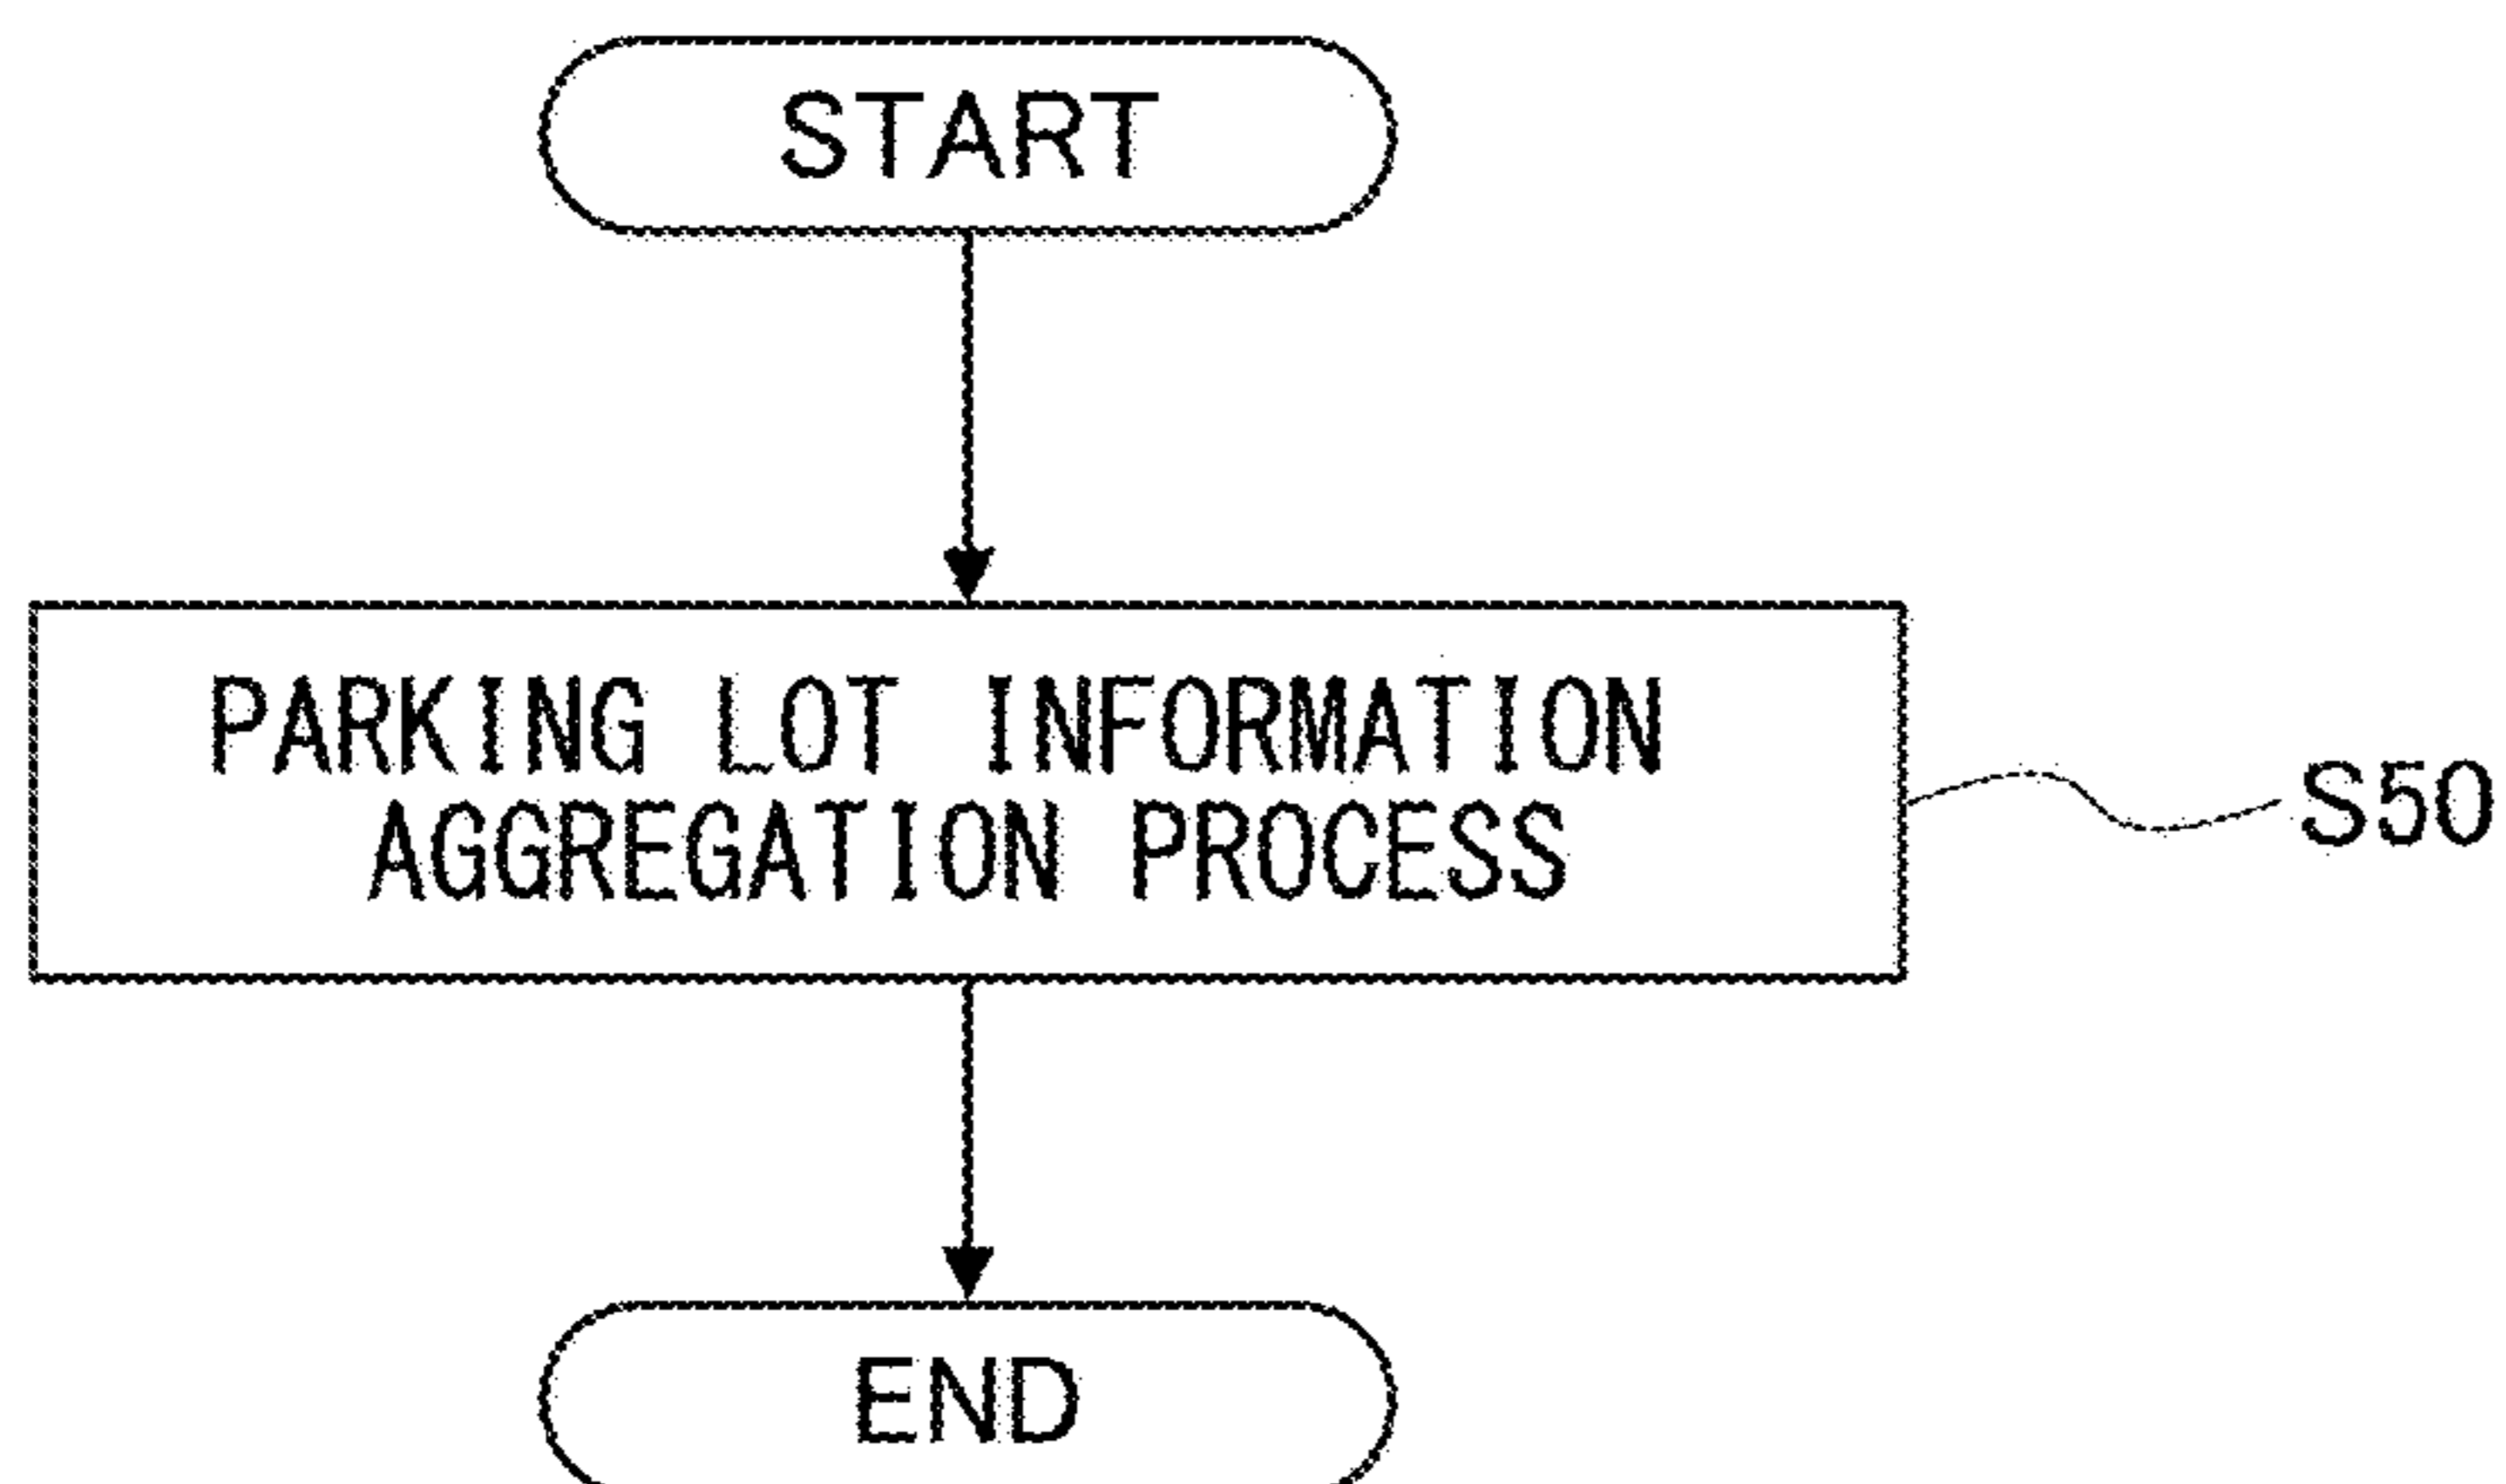 START
PARKING LOT INFORMATION
AGGREGATION PROCESS
S50
END